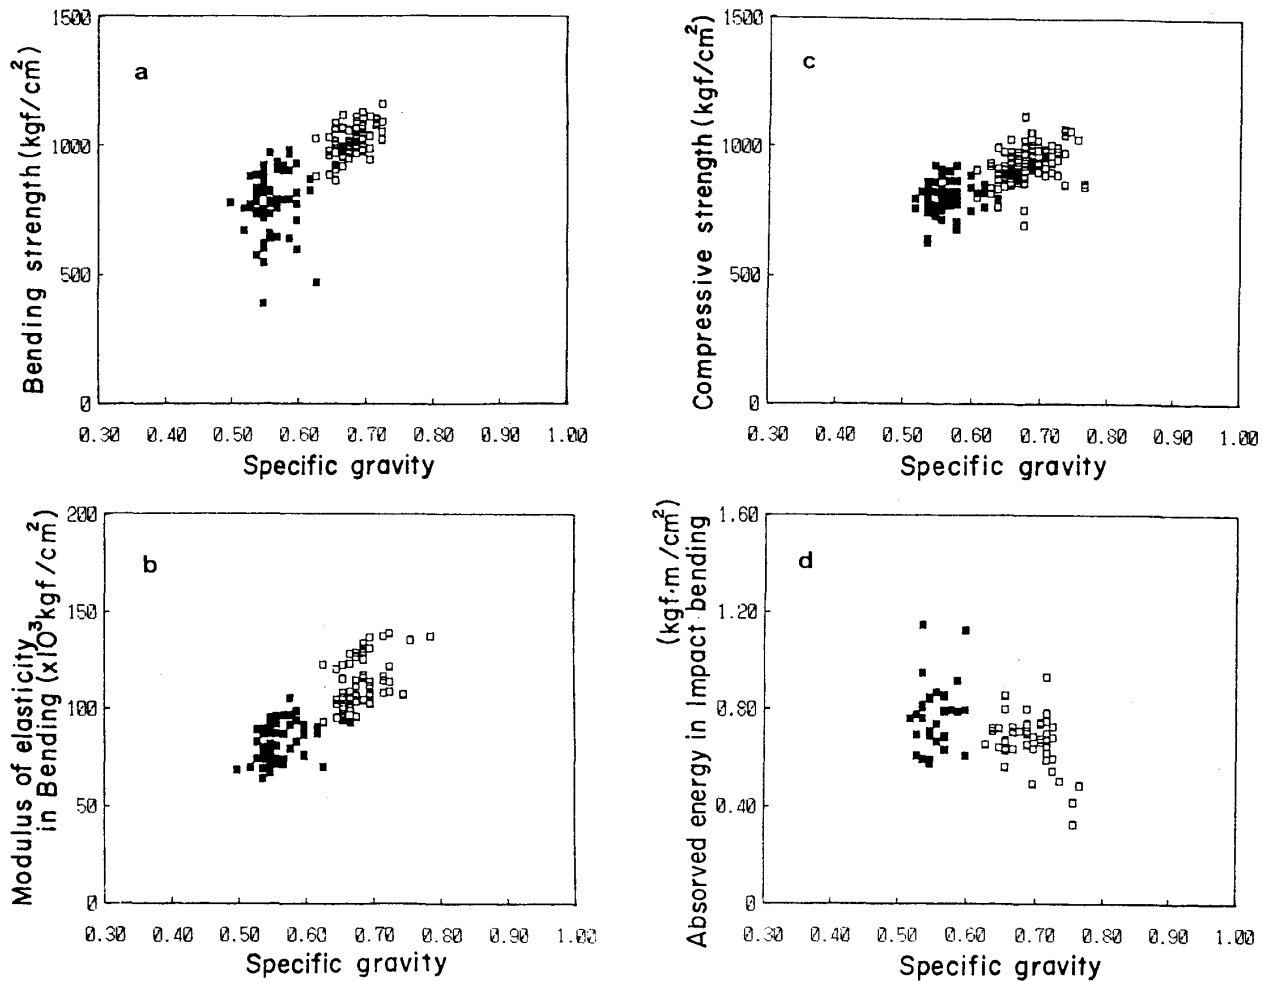 Bending strength(kgf/cm²)
1500
1000
500
0
a
0.30 0.40 0.50 0.60 0.70 0.80 0.90 1.00
Specific gravity
Compressive strength(kgf/cm²)
1500
1000
500
0
c
0.30 0.40 0.50 0.60 0.70 0.80 0.90 1.00
Specific gravity
Modulus of elasticity
in Bending (x10³kgf/cm²)
200
150
100
50
0
b
0.30 0.40 0.50 0.60 0.70 0.80 0.90 1.00
Specific gravity
Absorved energy in Impact bending
(kgf·m/cm²)
1.60
1.20
0.80
0.40
0
d
0.30 0.40 0.50 0.60 0.70 0.80 0.90 1.00
Specific gravity